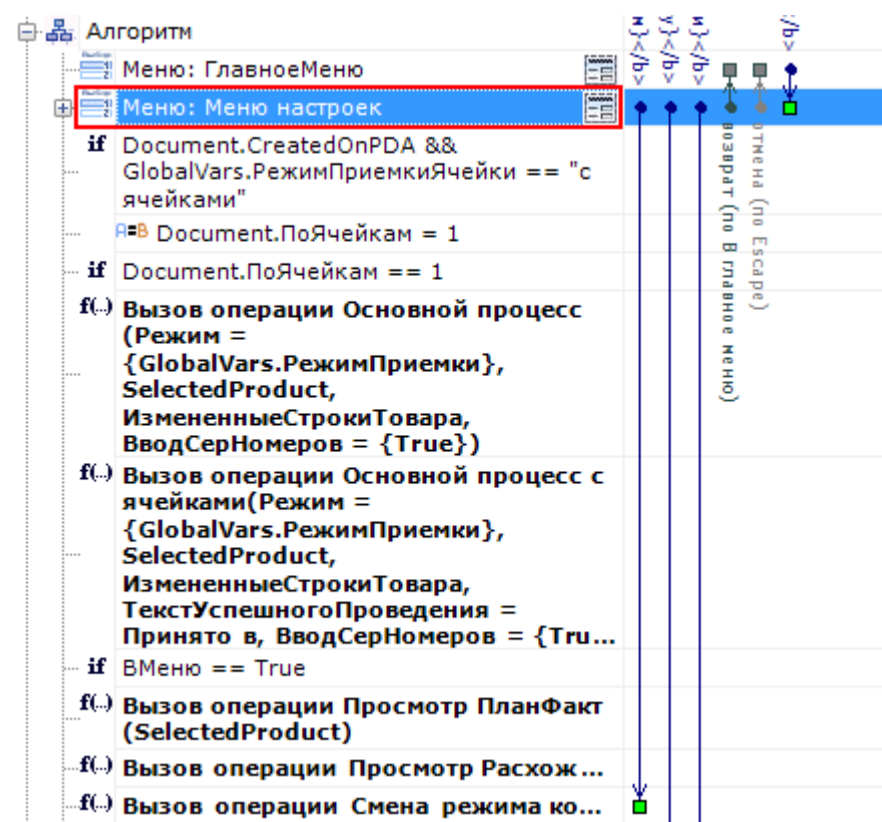 Алгоритм
Меню: ГлавноеМеню
Меню: Меню настроек
if Document.CreatedOnPDA &&
GlobalVars.РежимПриемкиЯчейки == "с
ячейками"
A=B Document.ПоЯчейкам = 1
if Document.ПоЯчейкам == 1
f(..) Вызов операции Основной процесс
(Режим =
{GlobalVars.РежимПриемки},
SelectedProduct,
ИзмененныеСтрокиТовара,
ВводСерНомеров = {True})
f(..) Вызов операции Основной процесс с
ячейками(Режим =
{GlobalVars.РежимПриемки},
SelectedProduct,
ИзмененныеСтрокиТовара,
ТекстУспешногоПроведения =
Принято в, ВводСерНомеров = {Tru...
if ВМеню == True
f(..) Вызов операции Просмотр ПланФакт
(SelectedProduct)
f(..) Вызов операции Просмотр Расхож...
f(..) Вызов операции Смена режима ко...
м}</b>
у}</b>
м}</b>
возврат (по В главное меню)
отмена (по Escape)
:/b>